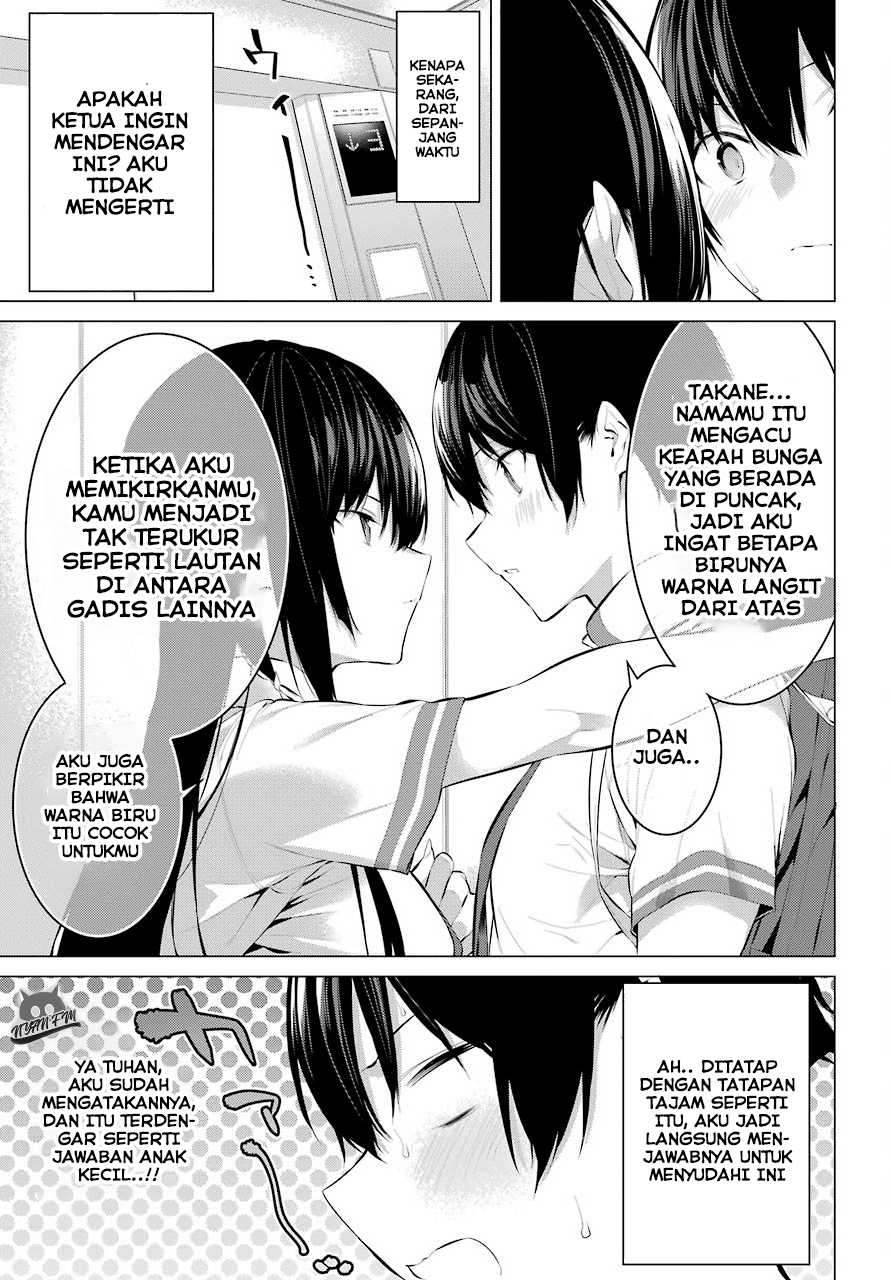 KENAPA
SEKA-
RANG,
DARI
SEPAN-
JANG
WAKTU
APAKAH
KETUA INGIN
MENDENGAR
INI? AKU
TIDAK
MENGERTI
TAKANE...
NAMAMU ITU
MENGACU
KEARAH BUNGA
YANG BERADA
DI PUNCAK,
JADI AKU
INGAT BETAPA
BIRUNYA
WARNA LANGIT
DARI ATAS
DAN
JUGA..
KETIKA AKU
MEMIKIRKANMU,
KAMU MENJADI
TAK TERUKUR
SEPERTI LAUTAN
DI ANTARA
GADIS LAINNYA
AKU JUGA
BERPIKIR
BAHWA
WARNA BIRU
ITU COCOK
UNTUKMU
AH.. DITATAP
DENGAN TATAPAN
TAJAM SEPERTI
ITU, AKU JADI
LANGSUNG MEN-
JAWABNYA UNTUK
MENYUDAHI INI
YA TUHAN,
AKU SUDAH
MENGATAKANNYA,
DAN ITU TERDEN-
GAR SEPERTI
JAWABAN ANAK
KECIL..!!
NYAN FM